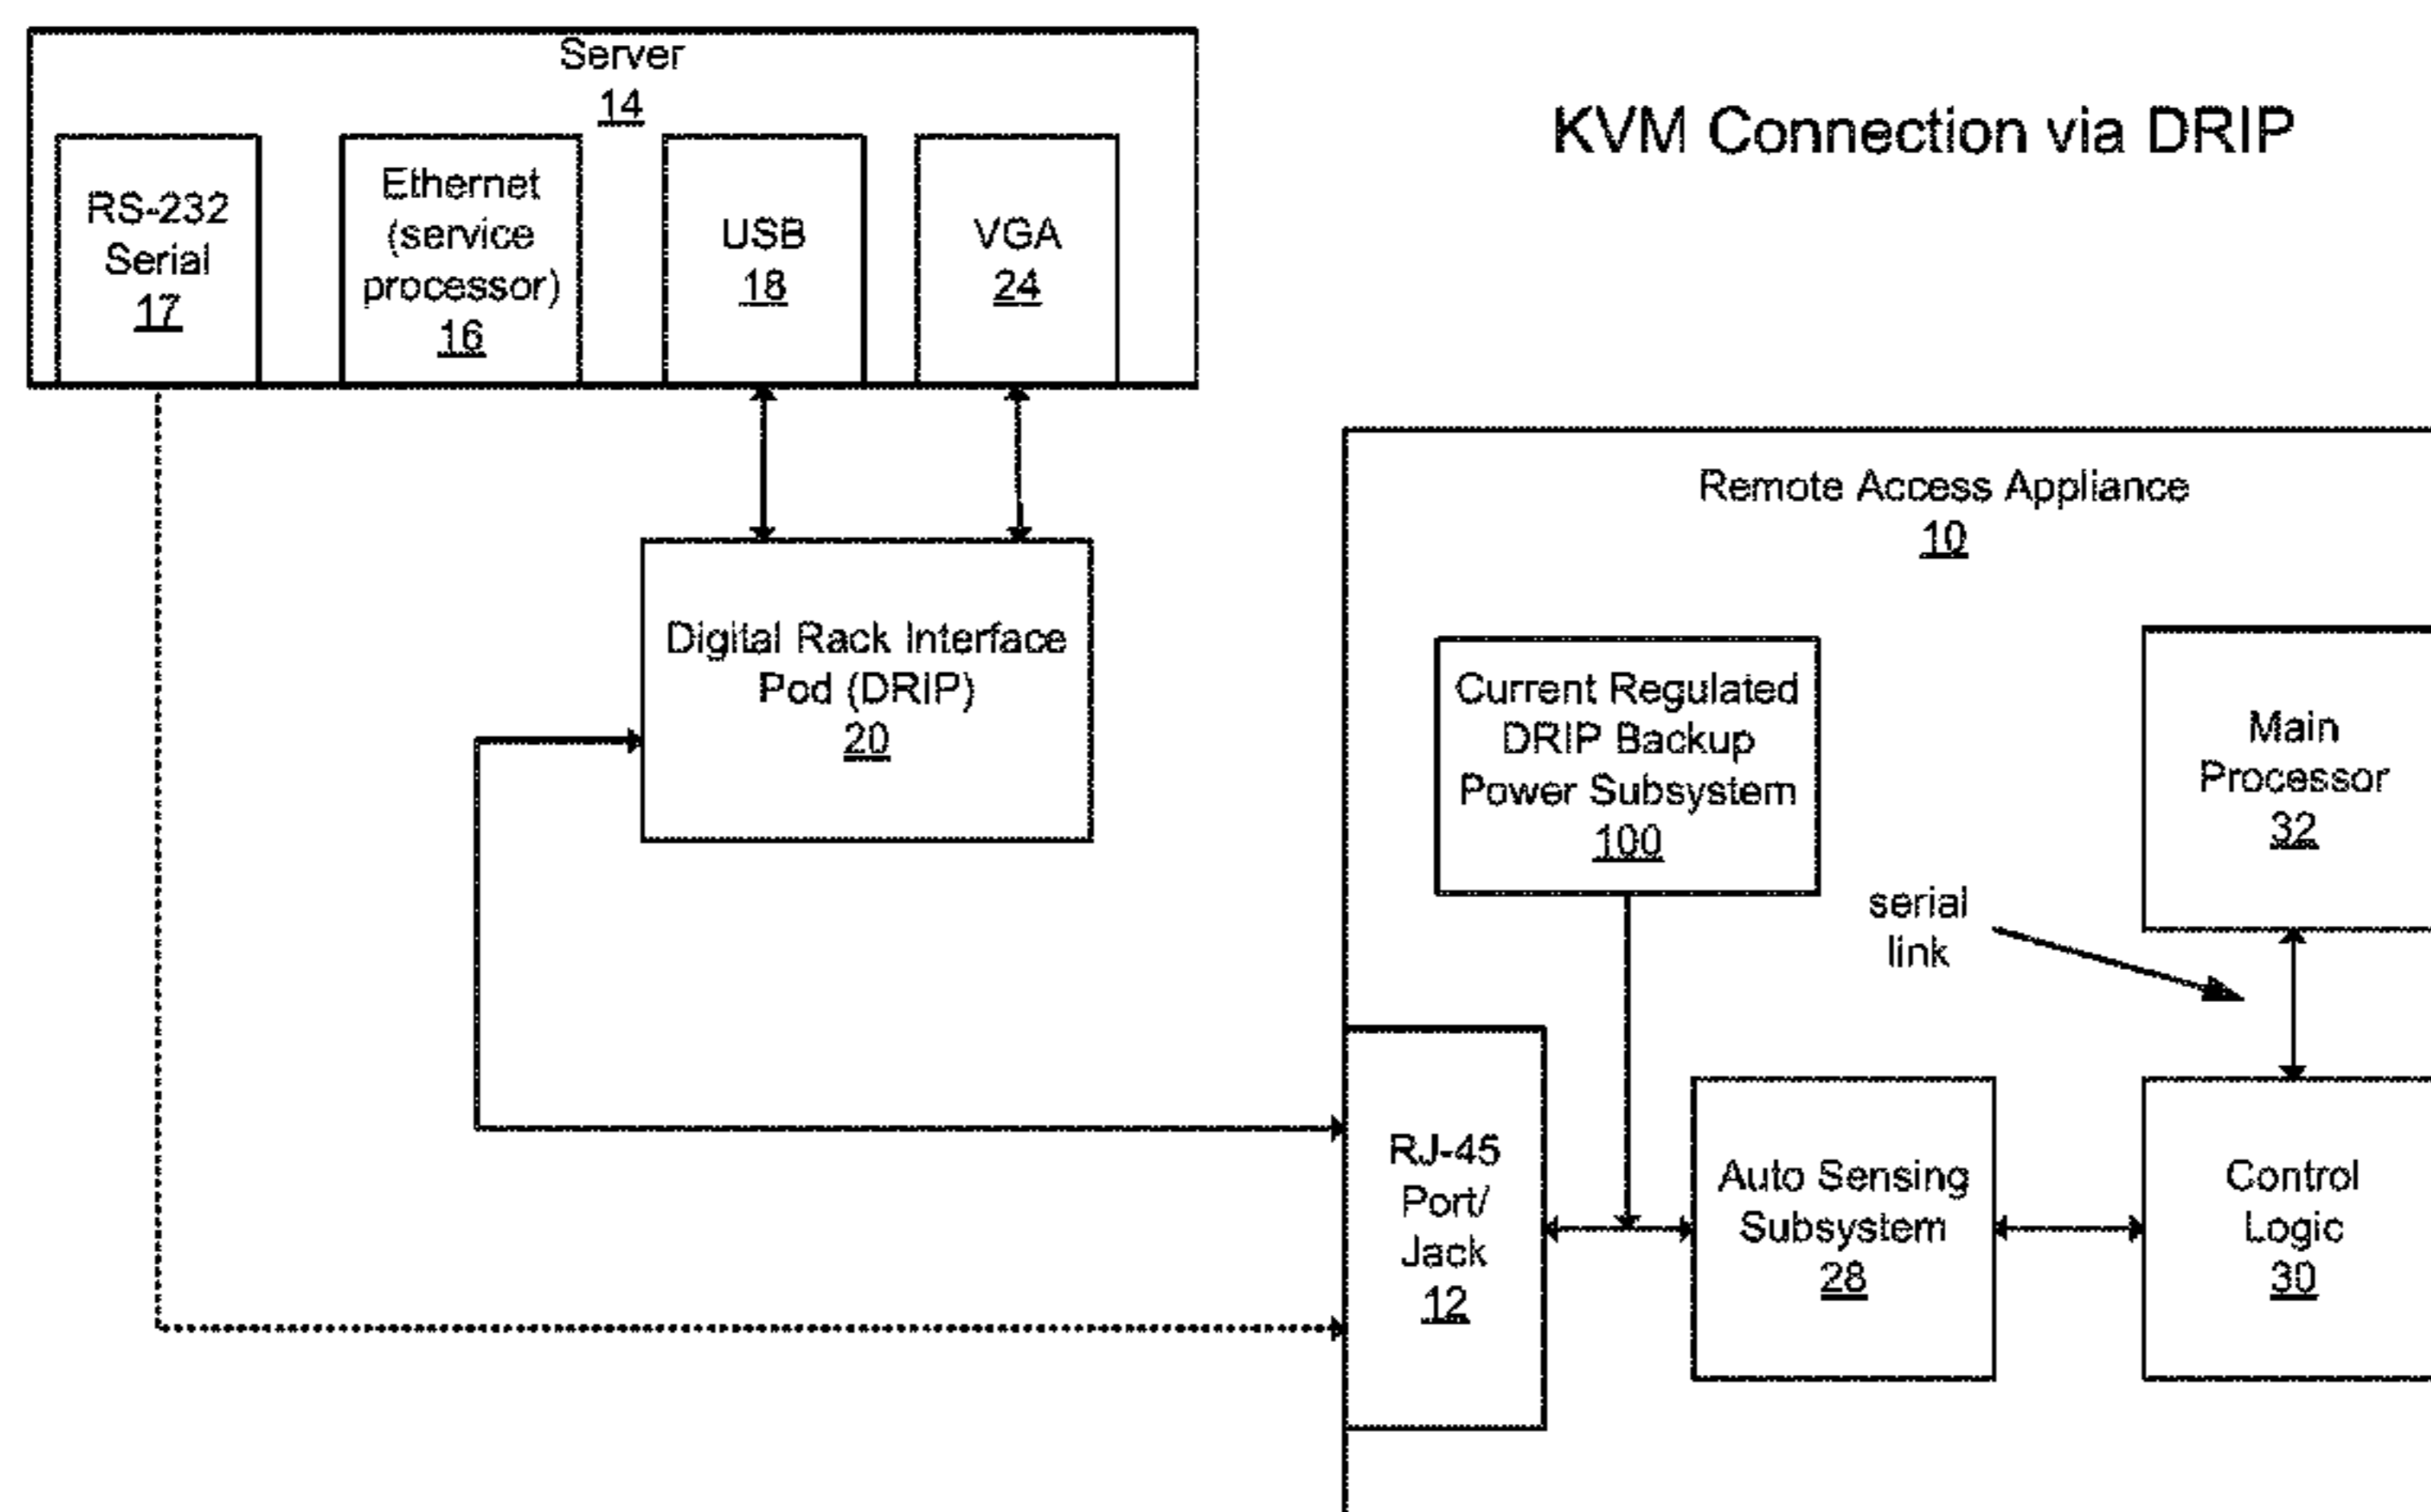 Server
14
RS-232
Serial
17
Ethernet
(service
processor)
16
USB
18
VGA
24
KVM Connection via DRIP
Digital Rack Interface
Pod (DRIP)
20
Remote Access Appliance
10
Current Regulated
DRIP Backup
Power Subsystem
100
Main
Processor
32
serial
link
RJ-45
Port/
Jack
12
Auto Sensing
Subsystem
28
Control
Logic
30